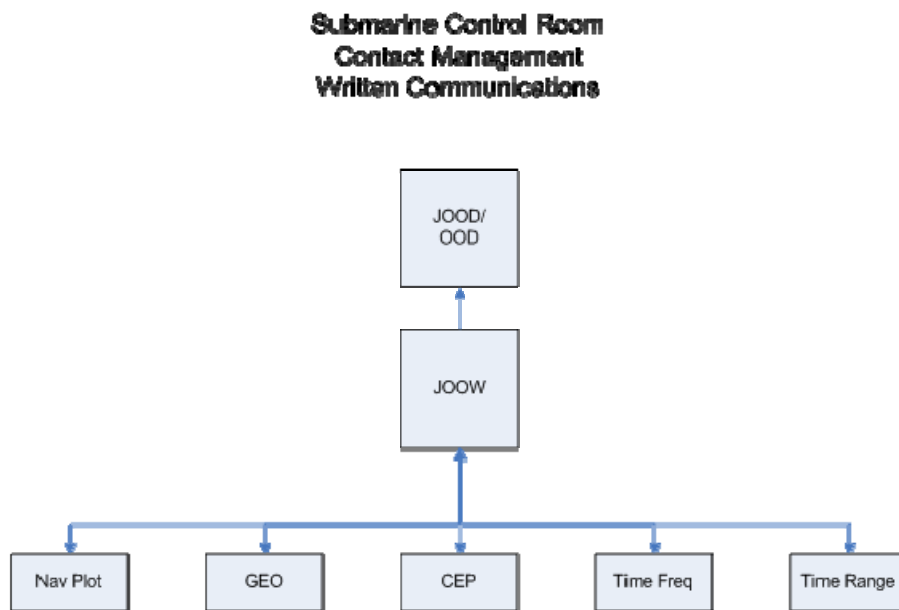 Submarine Control Room
Contact Management
Written Communications
JOOD/
OOD
JOOW
Nav Plot
GEO
CEP
Time Freq
Time Range